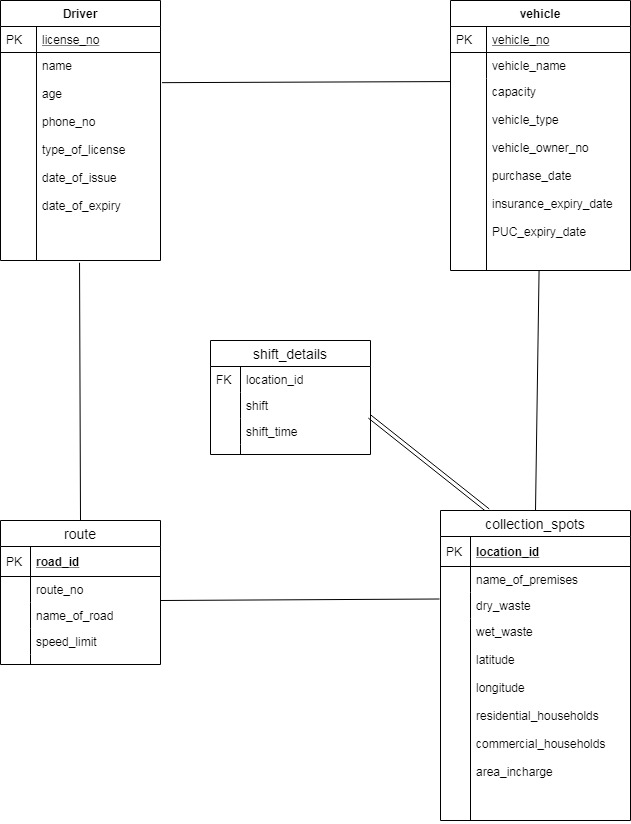 Driver
PK license_no
name
age
phone_no
type_of_license
date_of_issue
date_of_expiry
vehicle
PK vehicle_no
vehicle_name
capacity
vehicle_type
vehicle_owner_no
purchase_date
insurance_expiry_date
PUC_expiry_date
shift_details
FK location_id
shift
shift_time
route
PK road_id
route_no
name_of_road
speed_limit
collection_spots
PK location_id
name_of_premises
dry_waste
wet_waste
latitude
longitude
residential_households
commercial_households
area_incharge